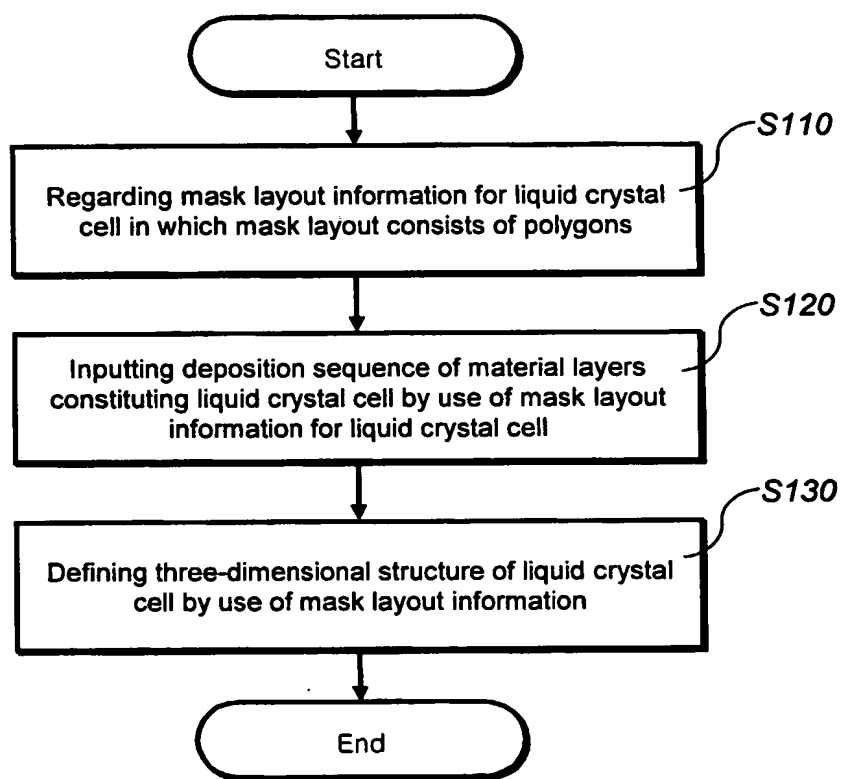 Start
S110
Regarding mask layout information for liquid crystal
cell in which mask layout consists of polygons
S120
Inputting deposition sequence of material layers
constituting liquid crystal cell by use of mask layout
information for liquid crystal cell
S130
Defining three-dimensional structure of liquid crystal
cell by use of mask layout information
End